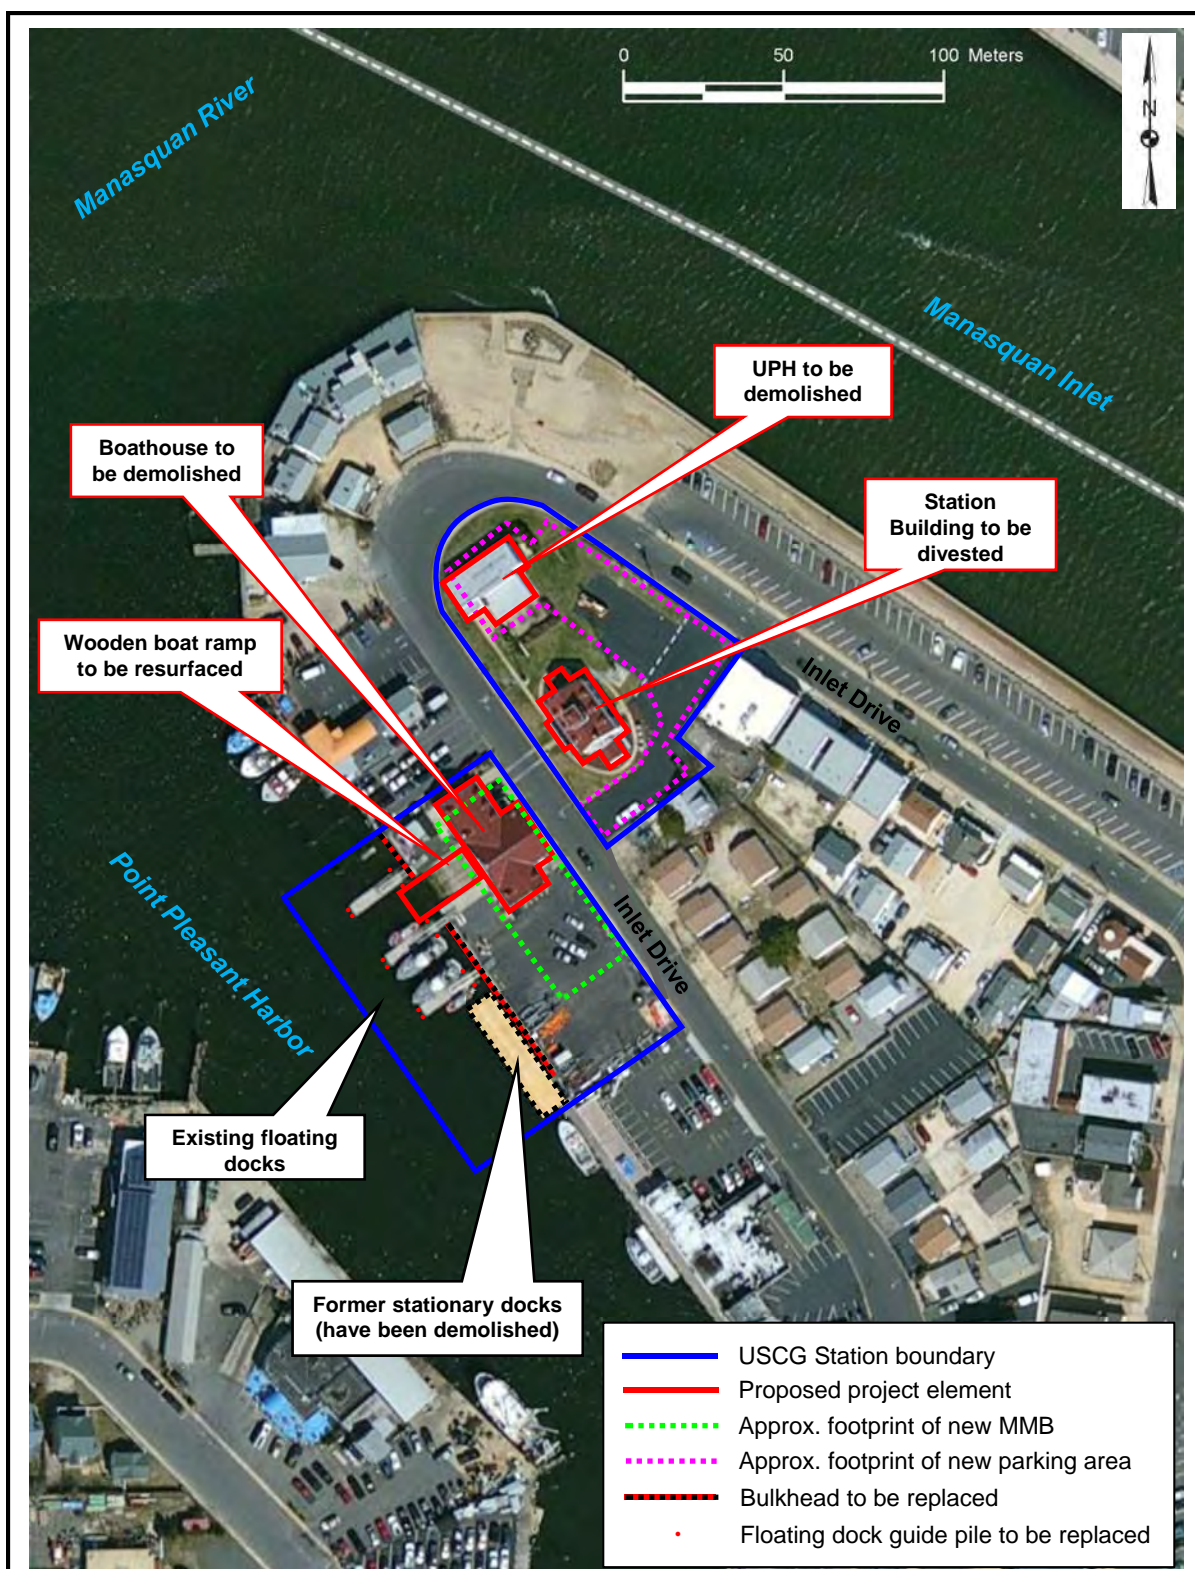 0 50 100 Meters
N
Manasquan River
Manasquan Inlet
UPH to be
demolished
Boathouse to
be demolished
Station
Building to be
divested
Wooden boat ramp
to be resurfaced
Inlet Drive
Inlet Drive
Point Pleasant Harbor
Existing floating
docks
Former stationary docks
(have been demolished)
USCG Station boundary
Proposed project element
Approx. footprint of new MMB
Approx. footprint of new parking area
Bulkhead to be replaced
Floating dock guide pile to be replaced